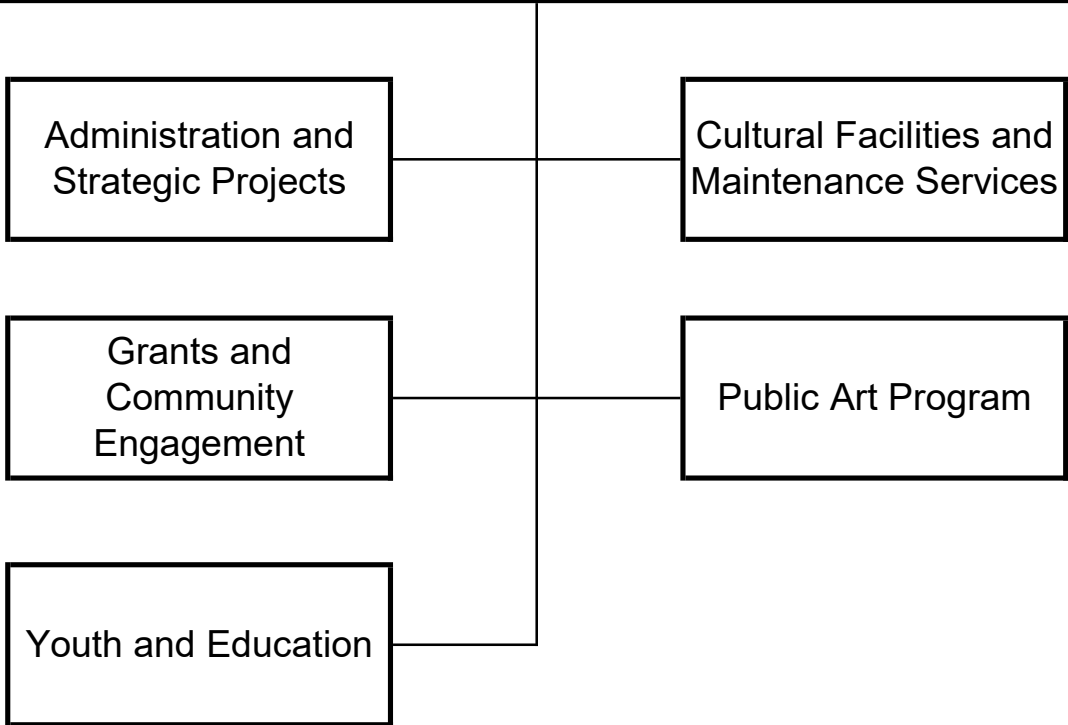 Administration and
Strategic Projects
Cultural Facilities and
Maintenance Services
Grants and
Community
Engagement
Public Art Program
Youth and Education